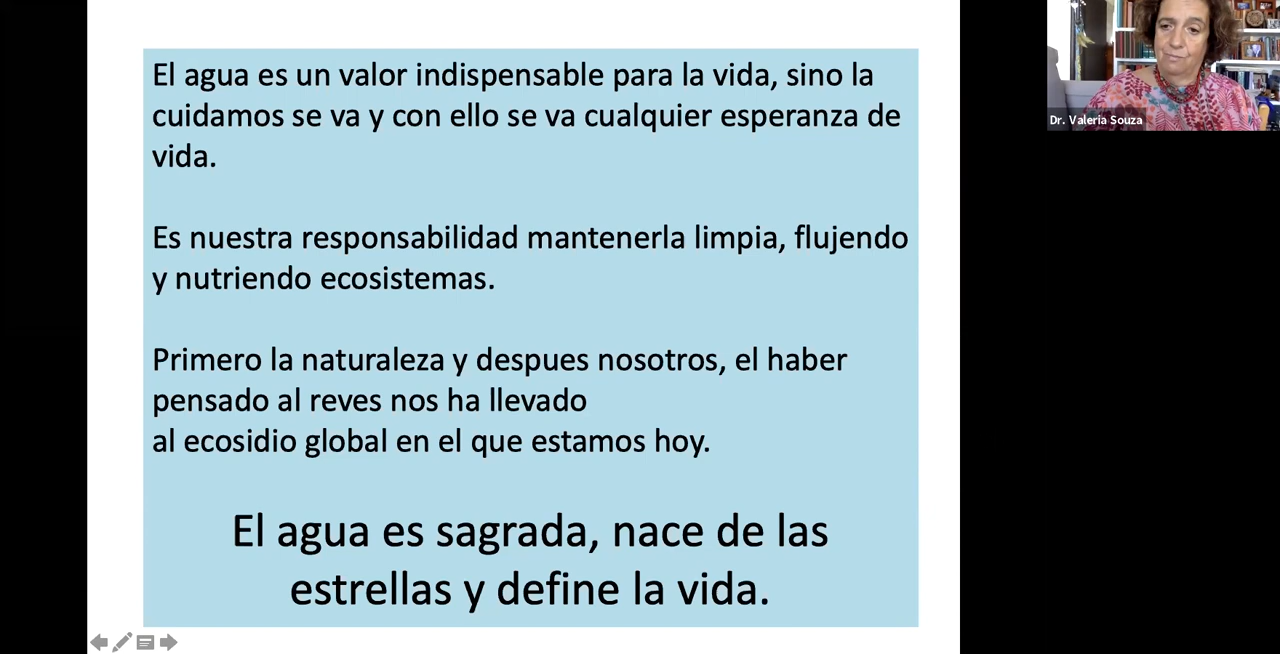 El agua es un valor indispensable para la vida, sino la
cuidamos se va y con ello se va cualquier esperanza de
vida.
Es nuestra responsabilidad mantenerla limpia, flujendo
y nutriendo ecosistemas.
Primero la naturaleza y despues nosotros, el haber
pensado al reves nos ha llevado
al ecosidio global en el que estamos hoy.
El agua es sagrada, nace de las
estrellas y define la vida.
Dr. Valeria Souza